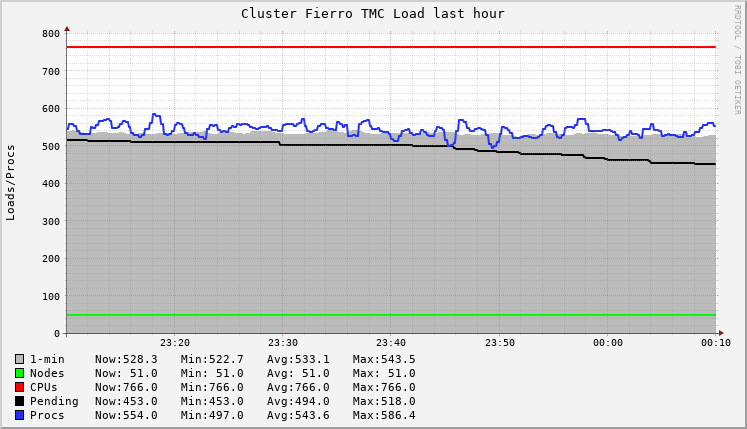 Cluster Fierro TMC Load last hour
RRDTOOL / TOBI OETIKER
Loads/Procs
800
700
600
500
400
300
200
100
0
23:20 23:30 23:40 23:50 00:00 00:10
1-min Now:528.3 Min:522.7 Avg:533.1 Max:543.5
Nodes Now: 51.0 Min: 51.0 Avg: 51.0 Max: 51.0
CPUs Now:766.0 Min:766.0 Avg:766.0 Max:766.0
Pending Now:453.0 Min:453.0 Avg:494.0 Max:518.0
Procs Now:554.0 Min:497.0 Avg:543.6 Max:586.4